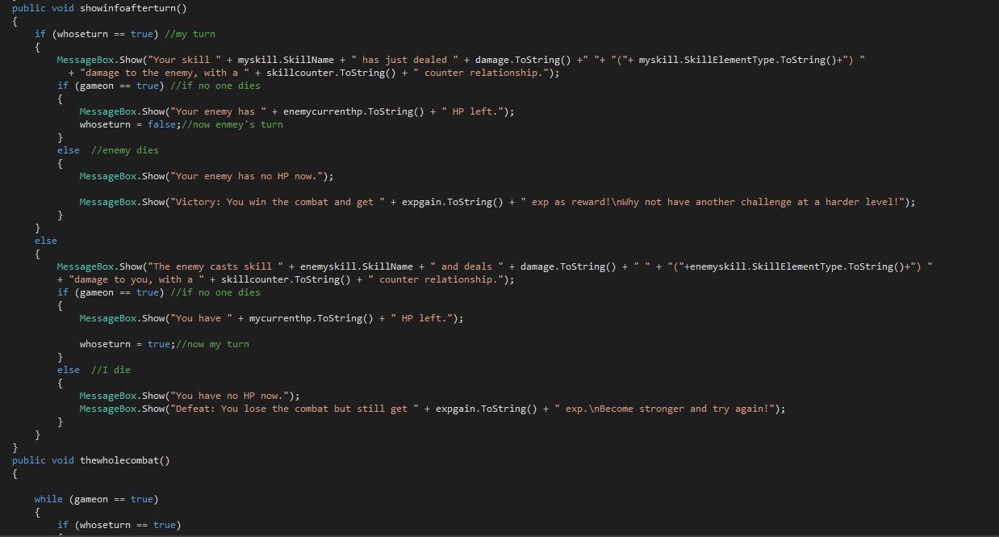 public void showinfoafterturn()
{
if (whoseturn == true) //my turn
{
MessageBox.Show("Your skill " + myskill.SkillName + " has just dealed " + damage.ToString() +" "+ "("+ myskill.SkillElementType.ToString()+") "
+ "damage to the enemy, with a " + skillcounter.ToString() + " counter relationship.");
if (gameon == true) //if no one dies
{
MessageBox.Show("Your enemy has " + enemycurrenthp.ToString() + " HP left.");
whoseturn = false;//now enmey's turn
}
else  //enemy dies
{
MessageBox.Show("Your enemy has no HP now.");
MessageBox.Show("Victory: You win the combat and get " + expgain.ToString() + " exp as reward!\nWhy not have another challenge at a harder level!");
}
}
else
{
MessageBox.Show("The enemy casts skill " + enemyskill.SkillName + " and deals " + damage.ToString() + " " + "("+enemyskill.SkillElementType.ToString()+") "
+ "damage to you, with a " + skillcounter.ToString() + " counter relationship.");
if (gameon == true) //if no one dies
{
MessageBox.Show("You have " + mycurrenthp.ToString() + " HP left.");
whoseturn = true;//now my turn
}
else  //I die
{
MessageBox.Show("You have no HP now.");
MessageBox.Show("Defeat: You lose the combat but still get " + expgain.ToString() + " exp.\nBecome stronger and try again!");
}
}
}
public void thewholecombat()
{
while (gameon == true)
{
if (whoseturn == true)